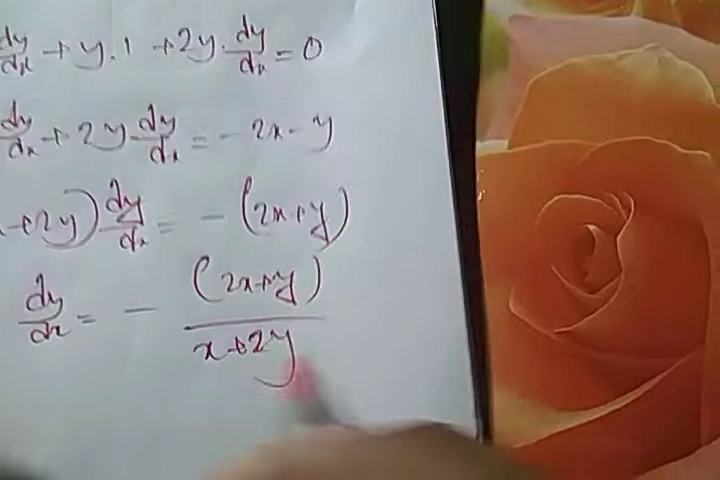 dy/dx + y.1 + 2y.dy/dx = 0
dy/dx + 2y dy/dx = - 2x - y
x+2y) dy/dx = - (2x+y)
dy/dx = - (2x+y)/x+2y